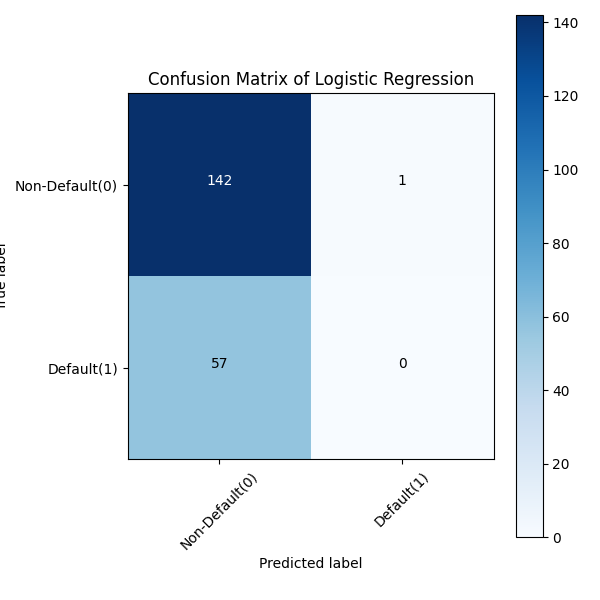 Confusion Matrix of Logistic Regression
Non-Default(0)
142
1
Default(1)
57
0
Non-Default(0)
Default(1)
Predicted label
140
120
100
80
60
40
20
0